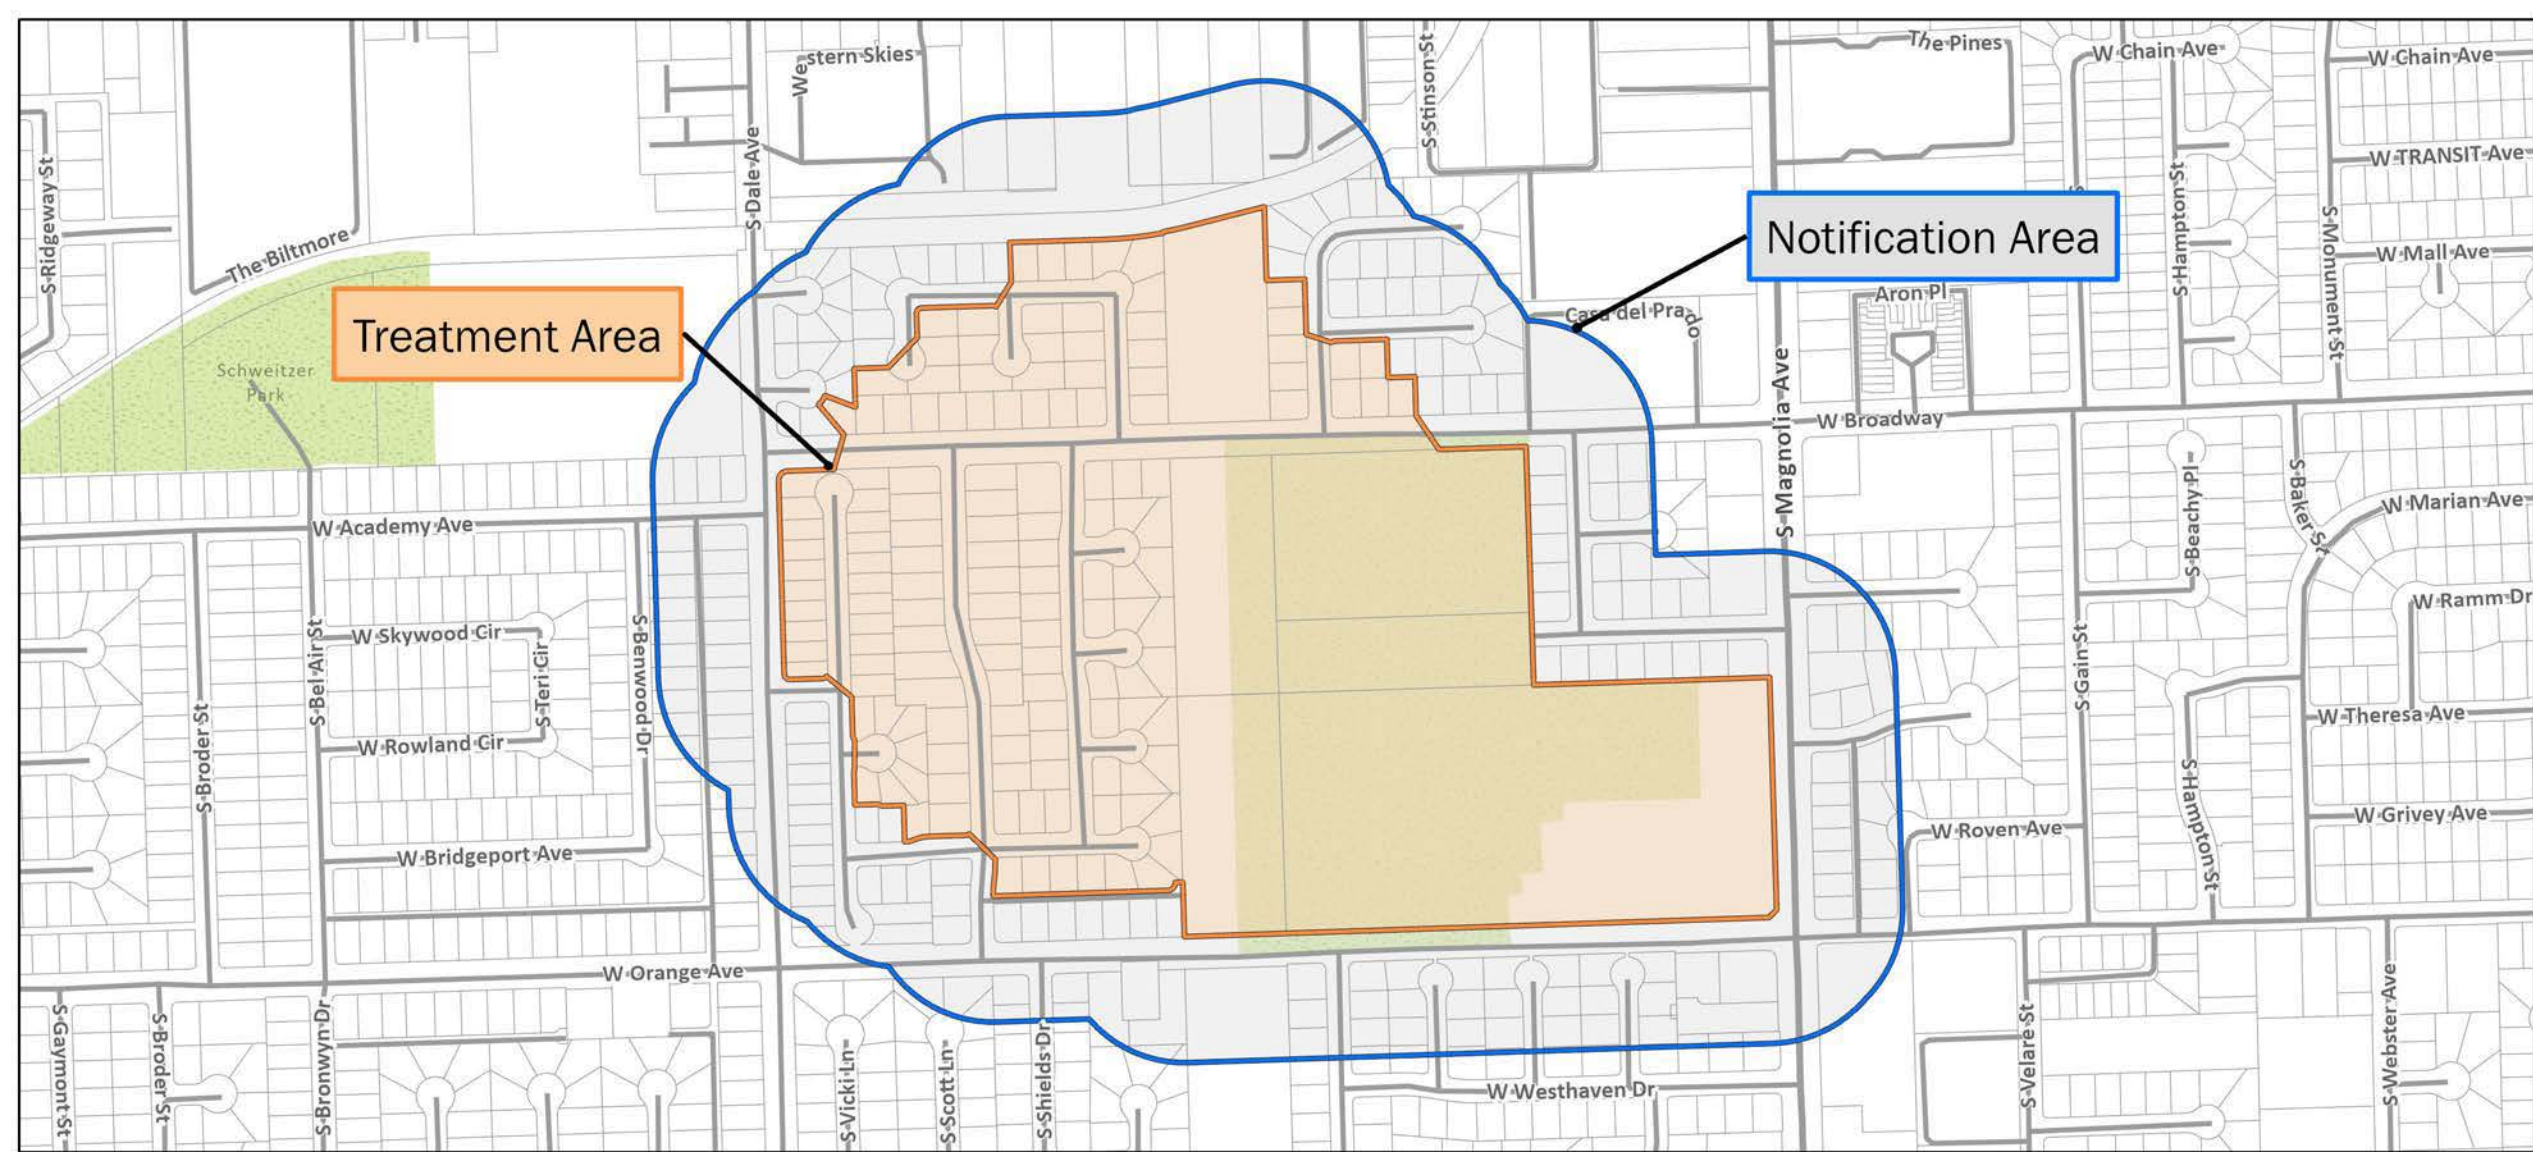 Western Skies
S Stinson St
The Pines
W Chain Ave
W Chain Ave
S Ridgeway St
S Dale Ave
W TRANSIT Ave
S Hampton St
S Monument St
The Biltmore
Notification Area
W Mall Ave
Aron Pl
Casa del Prado
Treatment Area
Schweitzer
Park
S Magnolia Ave
W Broadway
W Academy Ave
S Beachy Pl
S Baker St
W Marian Ave
W Ramm Dr
S Bel Air St
W Skywood Cir
S Teri Cir
S Benwood Dr
S Gain St
S Broder St
W Rowland Cir
W Theresa Ave
S Hampton St
W Bridgeport Ave
W Roven Ave
W Grivey Ave
W Orange Ave
S Gaymont St
S Broder St
S Bronwyn Dr
S Vicki Ln
S Scott Ln
S Shields Dr
W Westhaven Dr
S Velare St
S Webster Ave